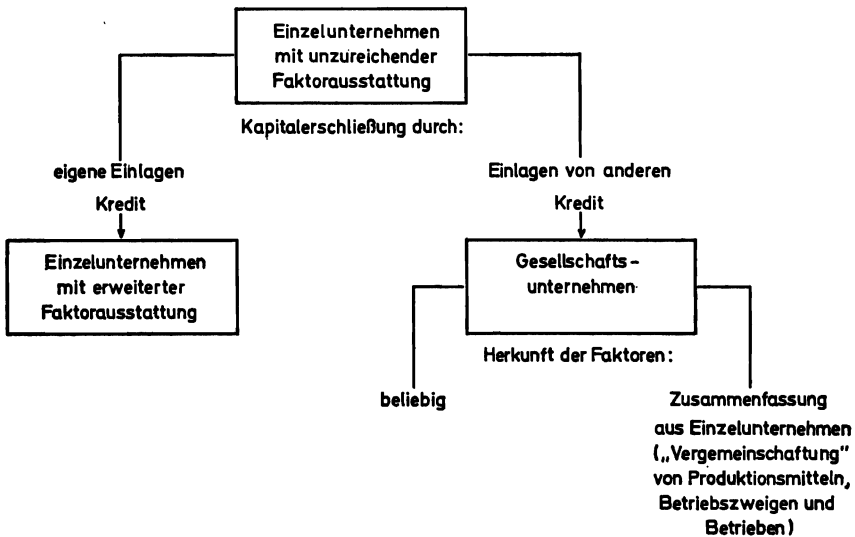 Einzelunternehmen
mit unzureichender
Faktorausstattung
Kapitalerschließung durch:
eigene Einlagen
Kredit
Einzelunternehmen
mit erweiterter
Faktorausstattung
Einlagen von anderen
Kredit
Gesellschafts-
unternehmen
Herkunft der Faktoren:
beliebig
Zusammenfassung
aus Einzelunternehmen
(„Vergemeinschaftung"
von Produktionsmitteln,
Betriebszweigen und
Betrieben)